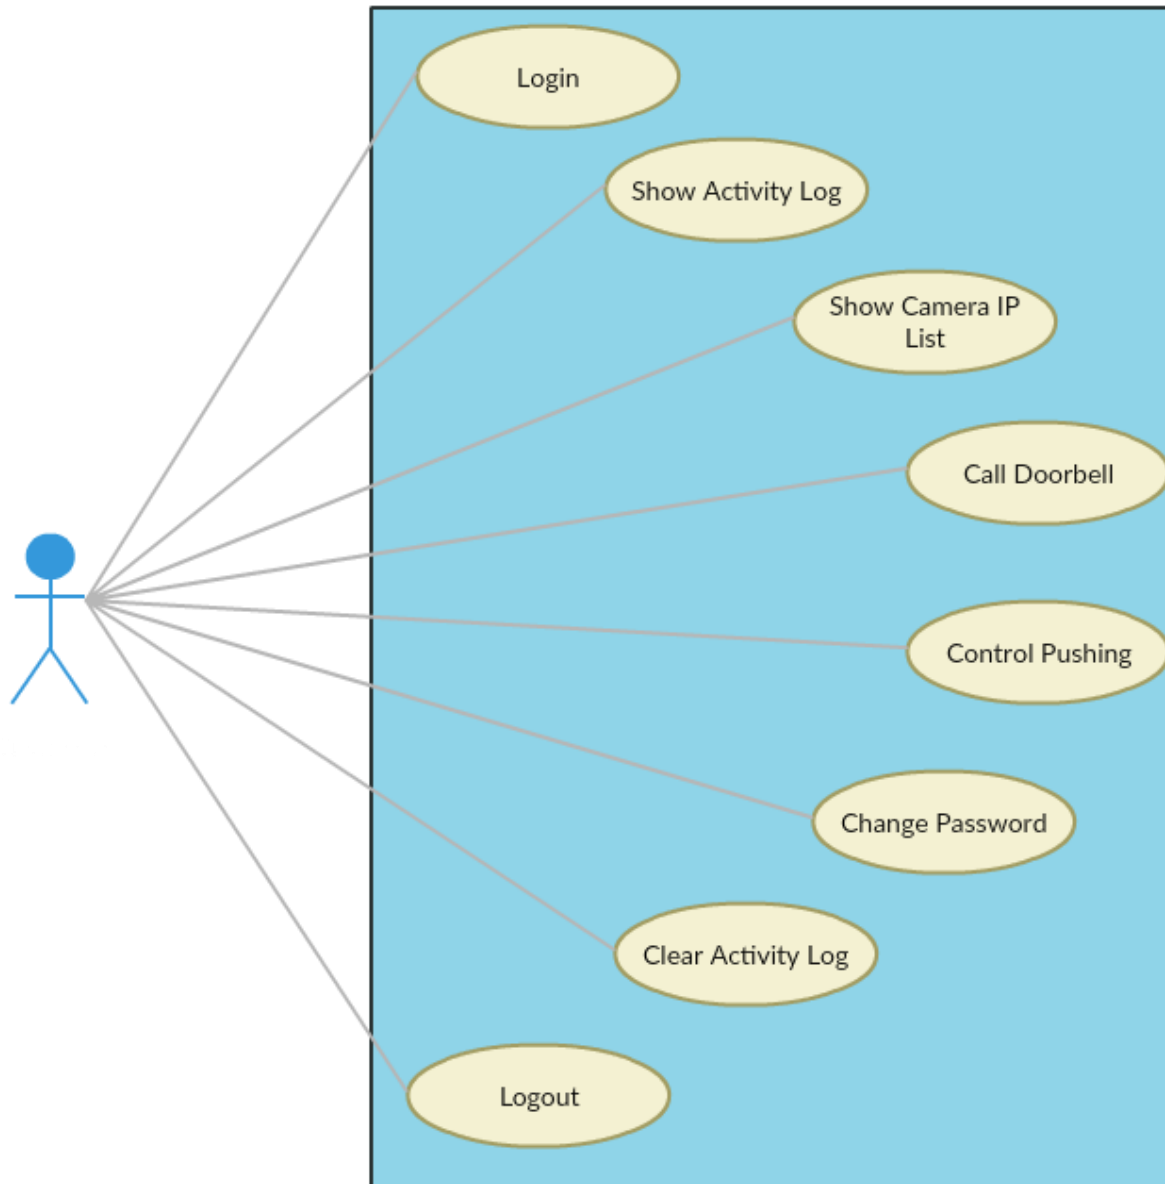 Login
Show Activity Log
Show Camera IP
List
Call Doorbell
Control Pushing
Change Password
Clear Activity Log
Logout